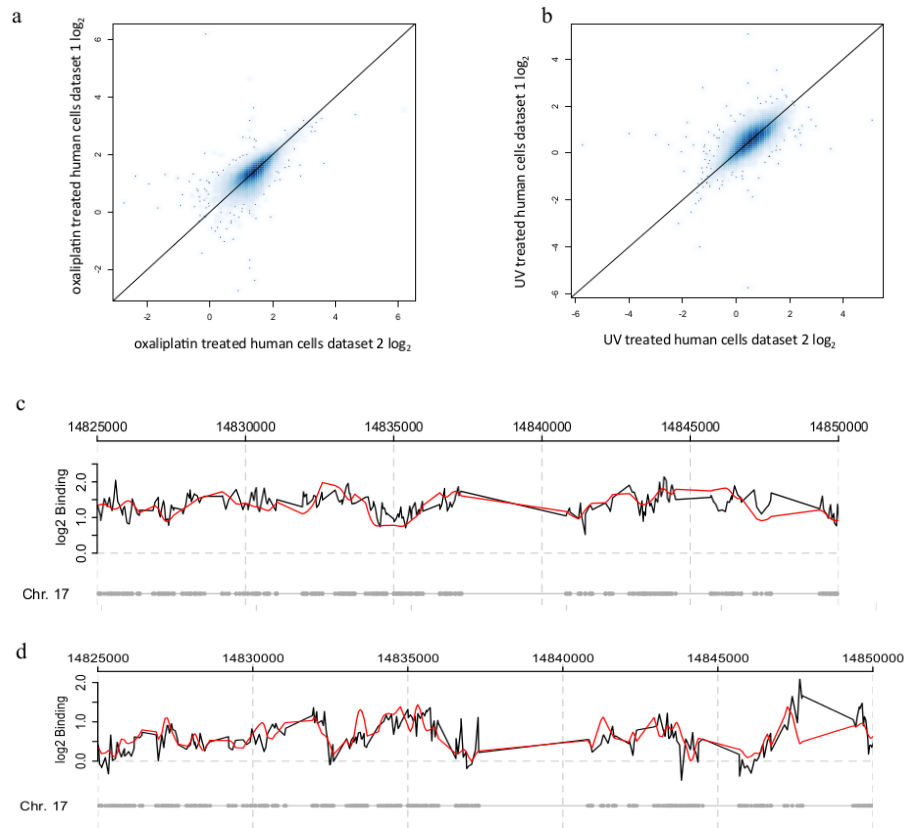 a
oxaliplatin treated human cells dataset 1 log2
6
4
2
0
-2
-2 0 2 4 6
oxaliplatin treated human cells dataset 2 log2
b
UV treated human cells dataset 1 log2
4
2
0
-2
-4
-6
-6 -4 -2 0 2 4
UV treated human cells dataset 2 log2
c
14825000 14830000 14835000 14840000 14845000 14850000
log2 Binding
2.0
1.0
0.0
Chr. 17
d
14825000 14830000 14835000 14840000 14845000 14850000
log2 Binding
2.0
1.0
0.0
Chr. 17